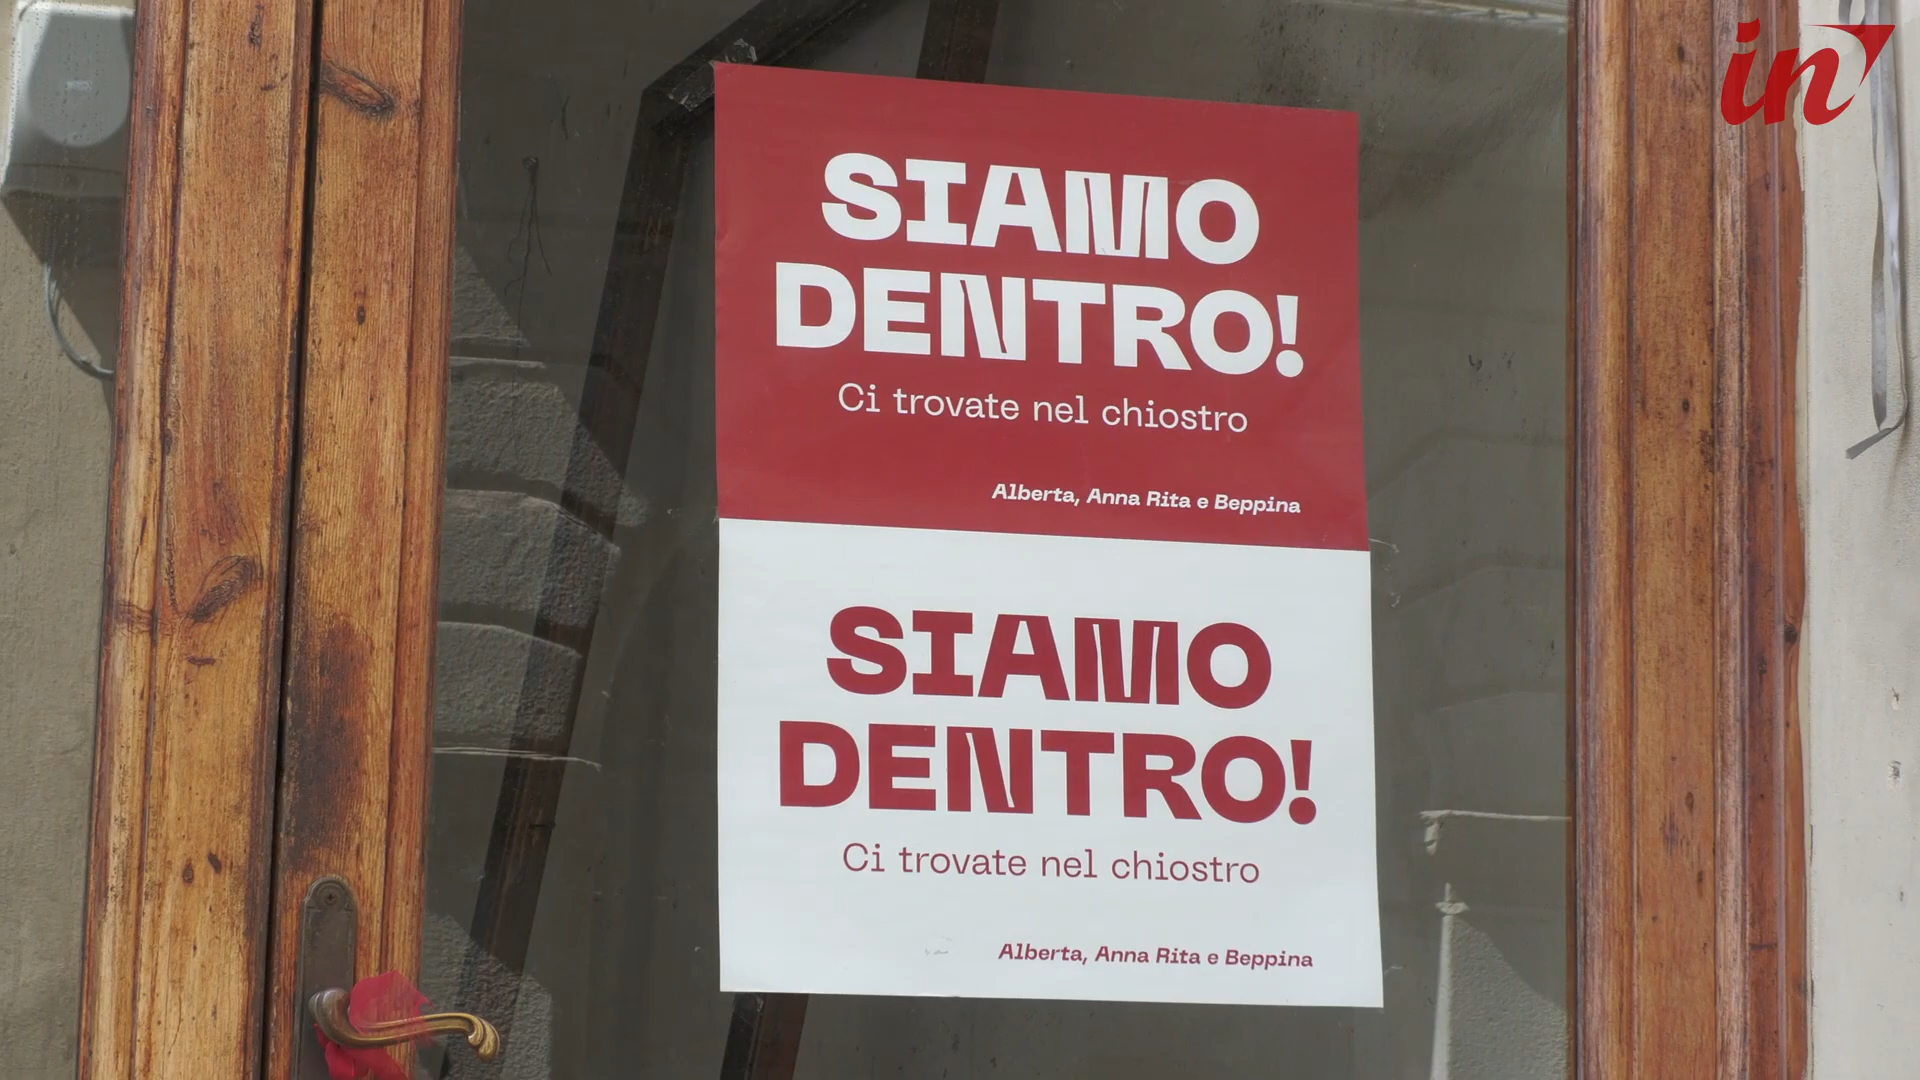 in
SIAMO
DENTRO!
Ci trovate nel chiostro
Alberta, Anna Rita e Beppina
SIAMO
DENTRO!
Ci trovate nel chiostro
Alberta, Anna Rita e Beppina